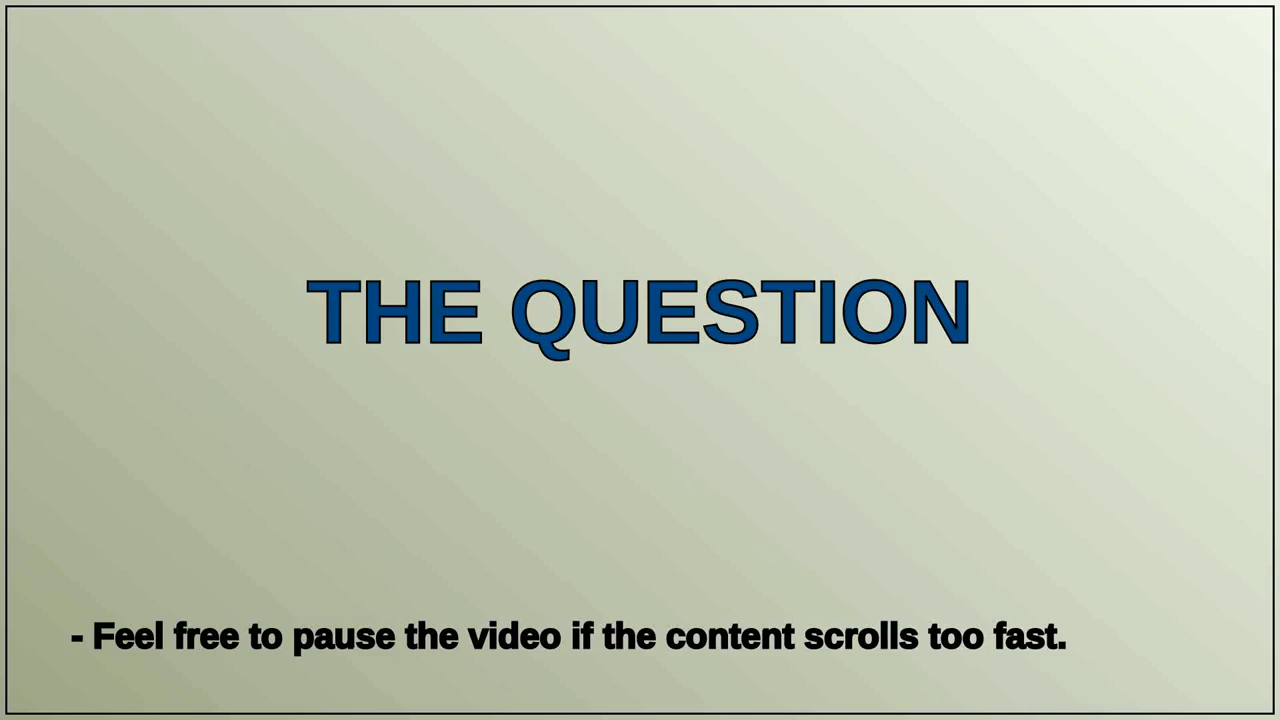 THE QUESTION
- Feel free to pause the video if the content scrolls too fast.